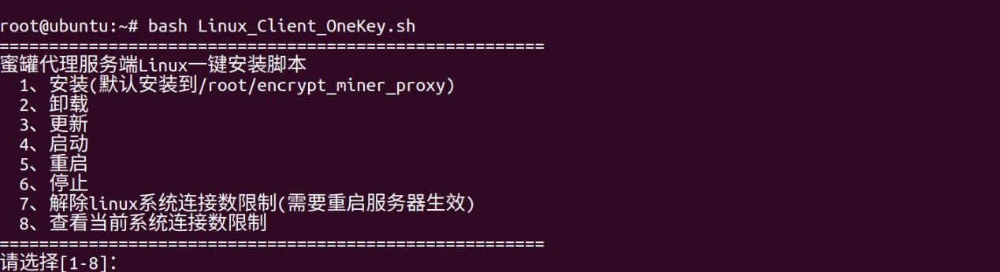 root@ubuntu:~# bash Linux_Client_OneKey.sh
=======================================================
蜜罐代理服务端Linux一键安装脚本
  1、安装(默认安装到/root/encrypt_miner_proxy)
  2、卸载
  3、更新
  4、启动
  5、重启
  6、停止
  7、解除linux系统连接数限制(需要重启服务器生效)
  8、查看当前系统连接数限制
=======================================================
请选择[1-8]：